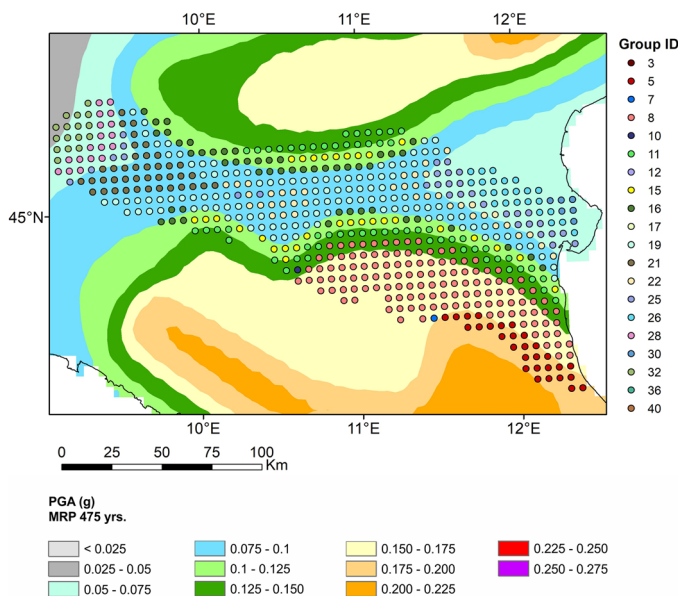 10°E 11°E 12°E
Group ID
3
5
7
8
10
11
12
15
16
17
19
21
22
25
26
28
30
32
36
40
45°N
10°E 11°E 12°E
0 25 50 75 100
Km
PGA (g)
MRP 475 yrs.
< 0.025 0.075 - 0.1 0.150 - 0.175 0.225 - 0.250
0.025 - 0.05 0.1 - 0.125 0.175 - 0.200 0.250 - 0.275
0.05 - 0.075 0.125 - 0.150 0.200 - 0.225